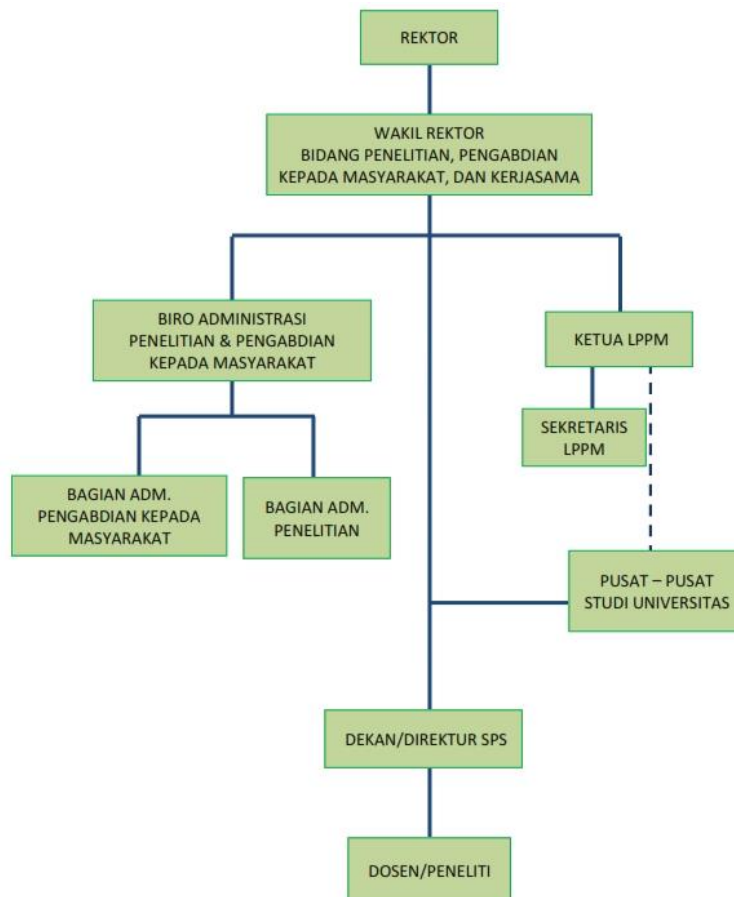 REKTOR
WAKIL REKTOR
BIDANG PENELITIAN, PENGABDIAN
KEPADA MASYARAKAT, DAN KERJASAMA
BIRO ADMINISTRASI
PENELITIAN & PENGABDIAN
KEPADA MASYARAKAT
KETUA LPPM
SEKRETARIS
LPPM
BAGIAN ADM.
PENGABDIAN KEPADA
MASYARAKAT
BAGIAN ADM.
PENELITIAN
PUSAT – PUSAT
STUDI UNIVERSITAS
DEKAN/DIREKTUR SPS
DOSEN/PENELITI